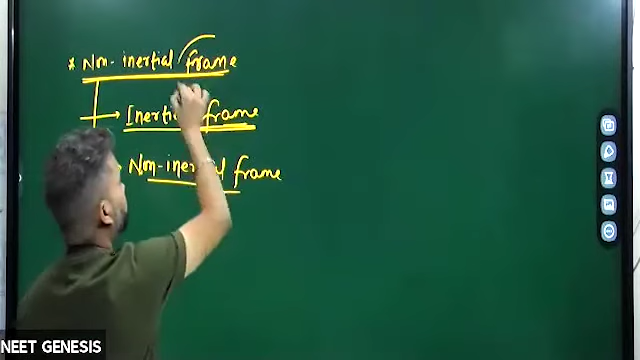 * Non-inertial frame
Inertial frame
Non-inertial frame
NEET GENESIS